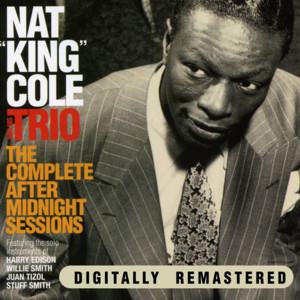 NAT
"KING"
COLE
TRIO
THE
COMPLETE
AFTER
MIDNIGHT
SESSIONS
Featuring the solo
instruments of
HARRY EDISON
WILLIE SMITH
JUAN TIZOL
STUFF SMITH
DIGITALLY REMASTERED